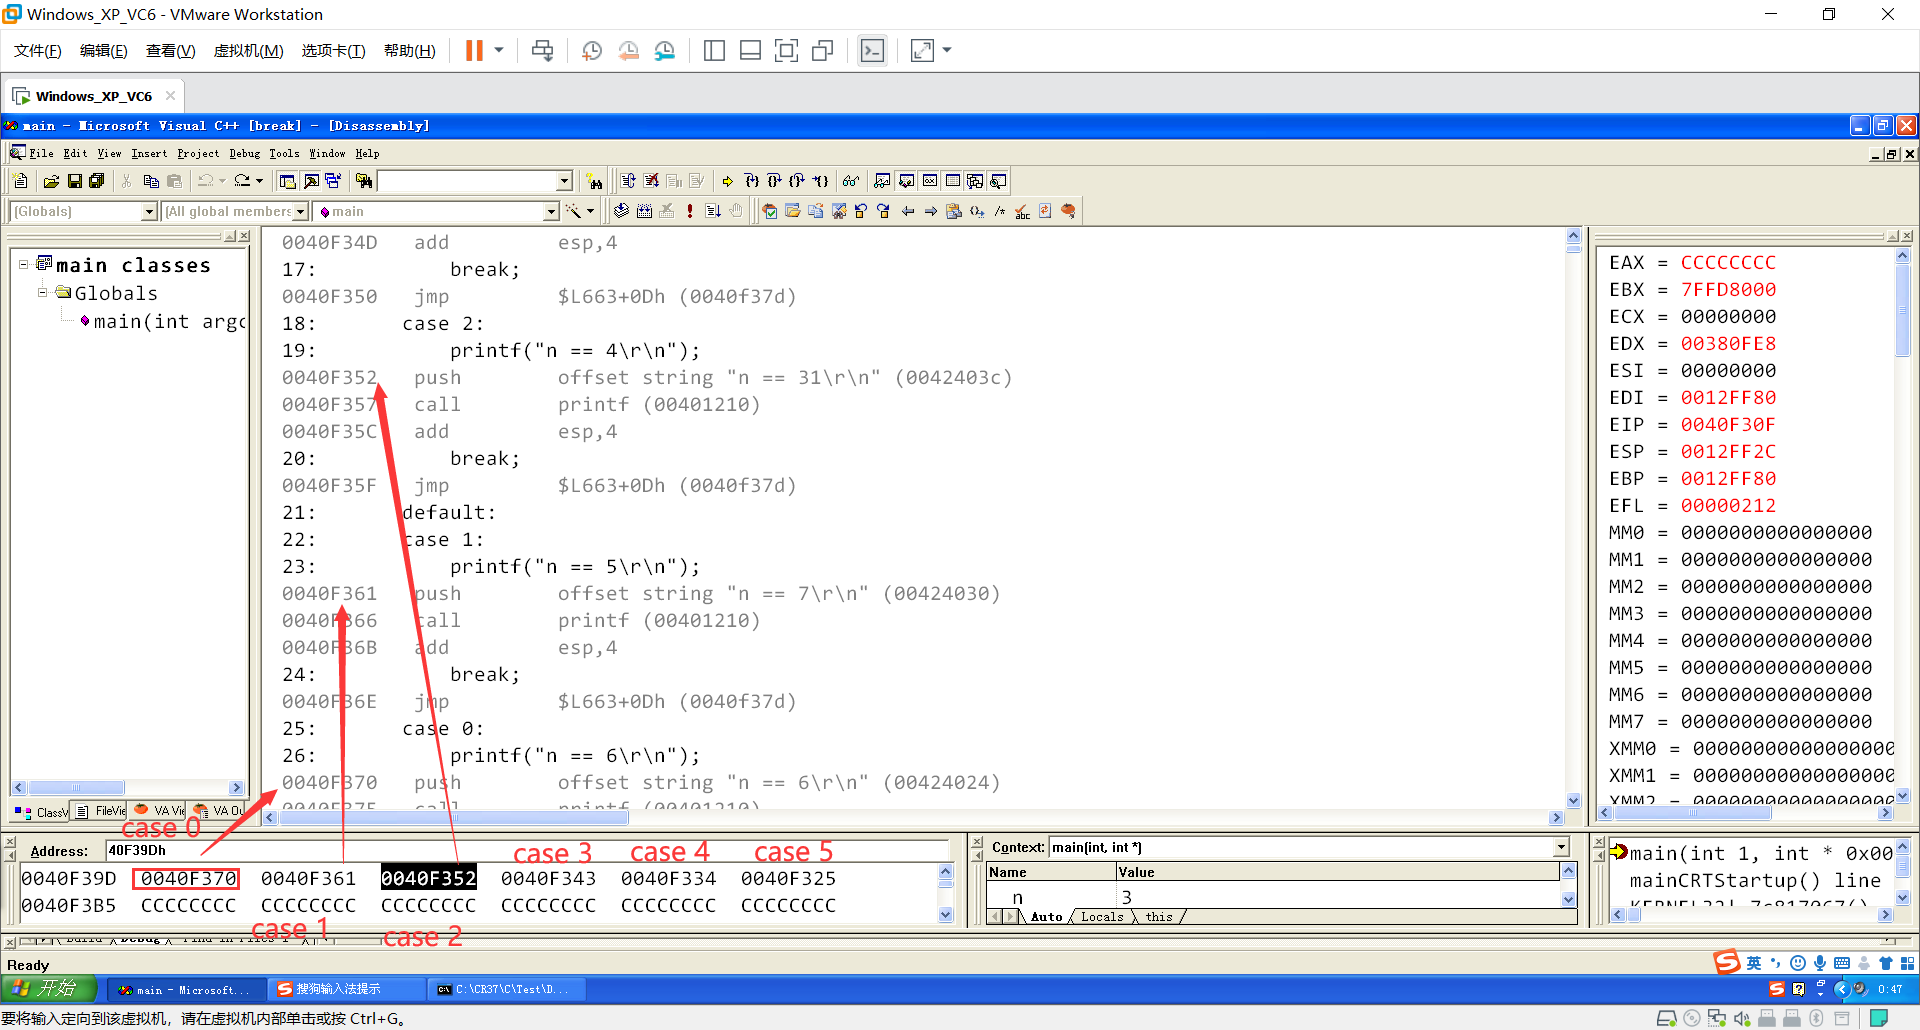 Windows_XP_VC6 - VMware Workstation
文件(F) 编辑(E) 查看(V) 虚拟机(M) 选项卡(T) 帮助(H)
Windows_XP_VC6
main - Microsoft Visual C++ [break] - [Disassembly]
File Edit View Insert Project Debug Tools Window Help
(Globals) (All global members main
main classes
Globals
main(int argc
ClassV FileVie VA Vie VA Ou
0040F34D add esp,4
17: break;
0040F350 jmp $L663+0Dh (0040f37d)
18: case 2:
19: printf("n == 4\r\n");
0040F352 push offset string "n == 31\r\n" (0042403c)
0040F357 call printf (00401210)
0040F35C add esp,4
20: break;
0040F35F jmp $L663+0Dh (0040f37d)
21: default:
22: case 1:
23: printf("n == 5\r\n");
0040F361 push offset string "n == 7\r\n" (00424030)
0040F366 call printf (00401210)
0040F36B add esp,4
24: break;
0040F36E jmp $L663+0Dh (0040f37d)
25: case 0:
26: printf("n == 6\r\n");
0040F370 push offset string "n == 6\r\n" (00424024)
0040F375 call printf (00401210)
EAX = CCCCCCCC
EBX = 7FFD8000
ECX = 00000000
EDX = 00380FE8
ESI = 00000000
EDI = 0012FF80
EIP = 0040F30F
ESP = 0012FF2C
EBP = 0012FF80
EFL = 00000212
MM0 = 0000000000000000
MM1 = 0000000000000000
MM2 = 0000000000000000
MM3 = 0000000000000000
MM4 = 0000000000000000
MM5 = 0000000000000000
MM6 = 0000000000000000
MM7 = 0000000000000000
XMM0 = 00000000000000000
XMM1 = 00000000000000000
XMM2 = 00000000000000000
case 0
Address: 40F39Dh
case 3 case 4 case 5
0040F39D 0040F370 0040F361 0040F352 0040F343 0040F334 0040F325
0040F3B5 CCCCCCCC CCCCCCCC CCCCCCCC CCCCCCCC CCCCCCCC CCCCCCCC
case 1 case 2
Context: main(int, int *)
Name Value
n 3
Auto Locals this
main(int 1, int * 0x00
mainCRTStartup() line
KERNEL32! 7c817067()
Build Debug Find in Files 1
Ready
英
开始 main - Microsoft... 搜狗输入法提示 C:\CR37\C\Test\D... 0:47
要将输入定向到该虚拟机，请在虚拟机内部单击或按 Ctrl+G。